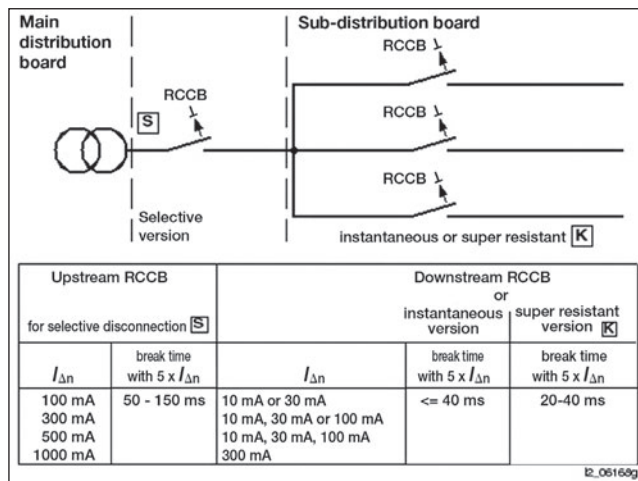 Main
distribution
board
Sub-distribution board
RCCB
RCCB
S
RCCB
RCCB
Selective
version
instantaneous or super resistant K
Upstream RCCB
for selective disconnection S
Downstream RCCB
or
instantaneous
version
super resistant
version K
IΔn
break time
with 5 x IΔn
IΔn
break time
with 5 x IΔn
break time
with 5 x IΔn
100 mA 50 - 150 ms 10 mA or 30 mA <= 40 ms 20-40 ms
300 mA 10 mA, 30 mA or 100 mA
500 mA 10 mA, 30 mA, 100 mA
1000 mA 300 mA
I2_06168g